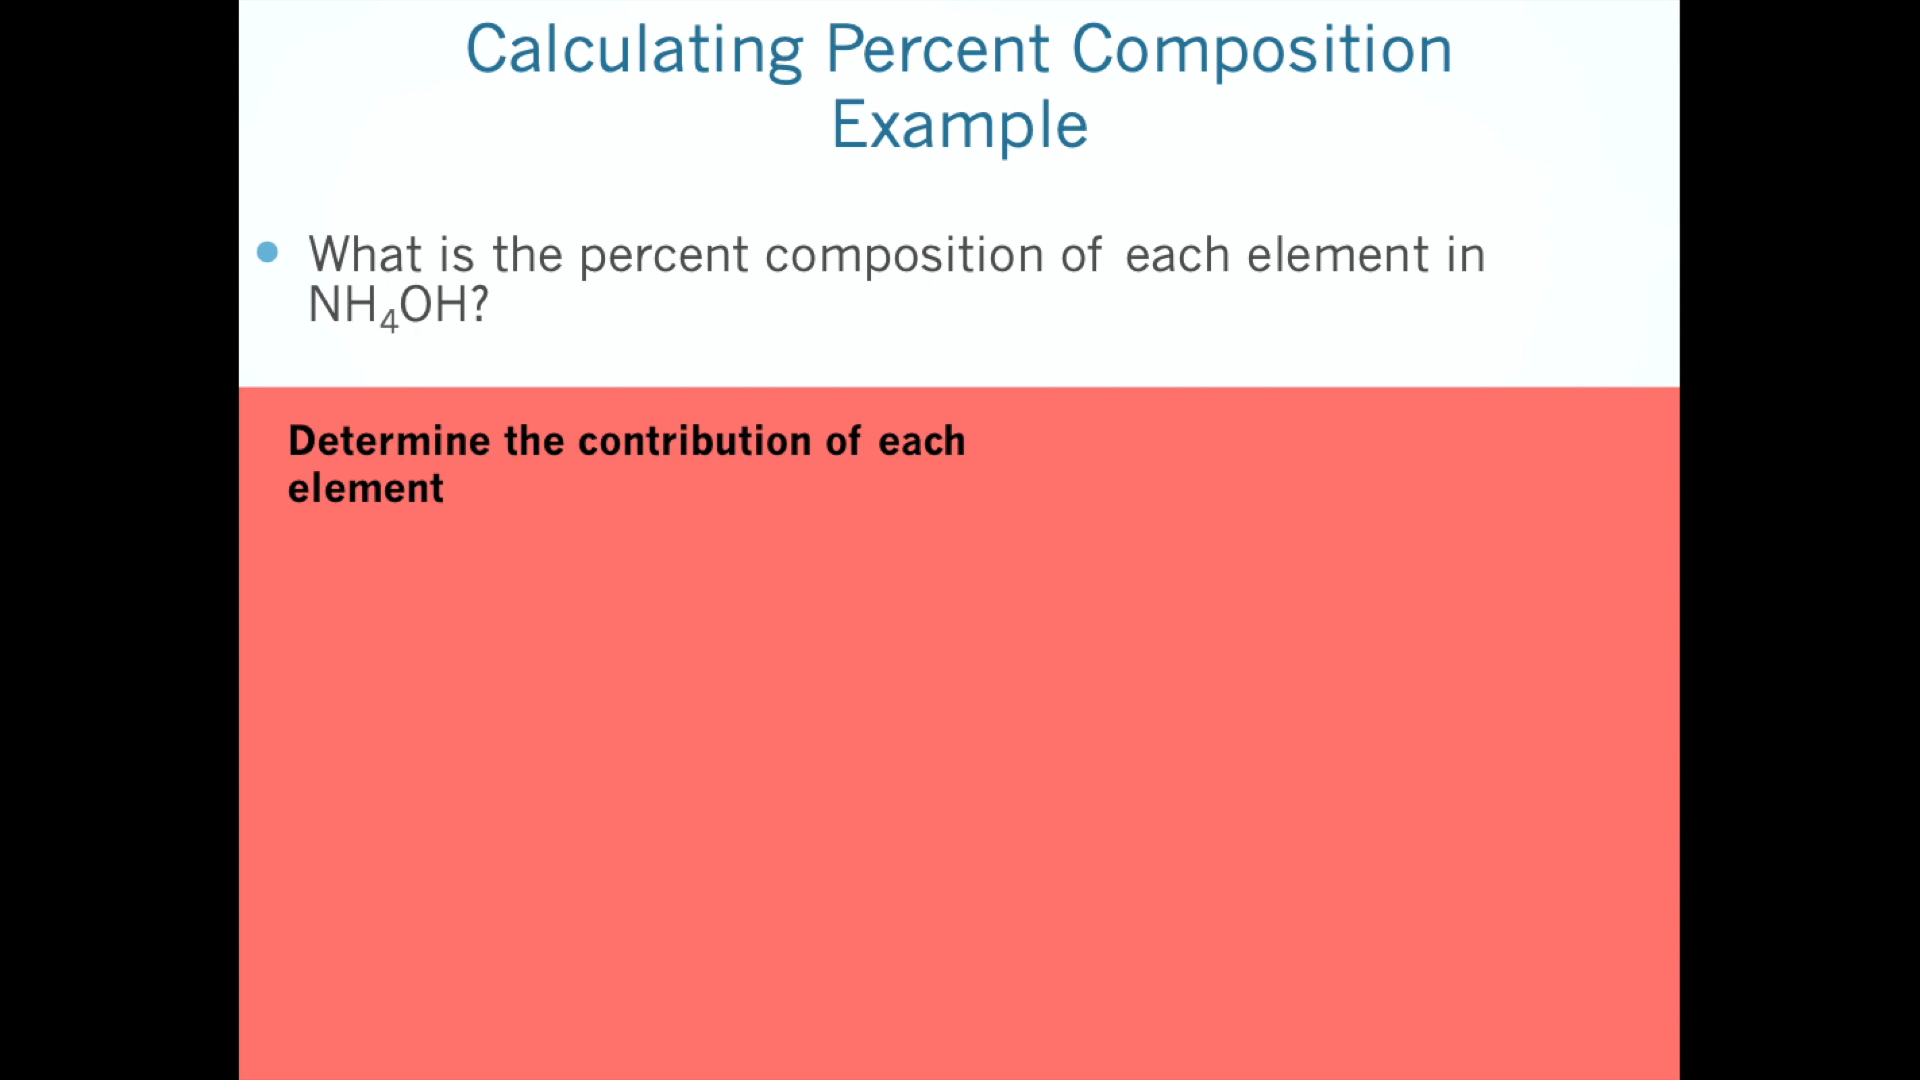 Calculating Percent Composition
Example
• What is the percent composition of each element in
NH₄OH?
Determine the contribution of each
element